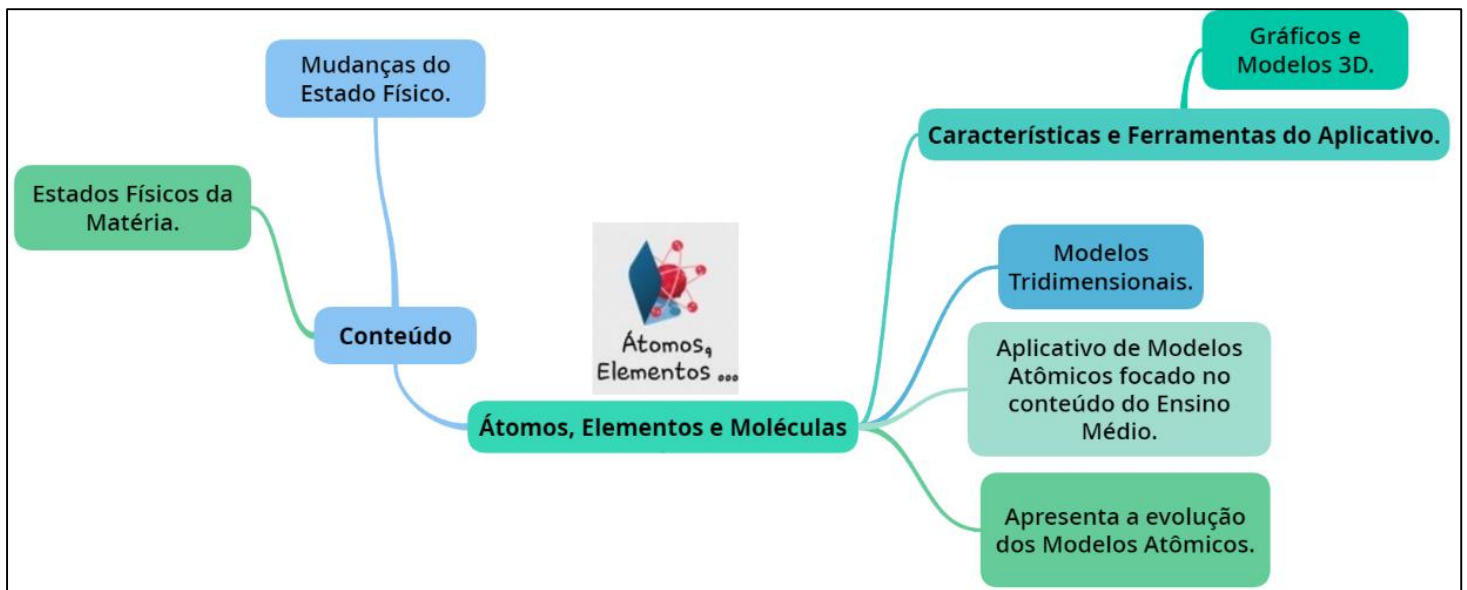 Gráficos e
Modelos 3D.
Mudanças do
Estado Físico.
Características e Ferramentas do Aplicativo.
Estados Físicos da
Matéria.
Modelos
Tridimensionais.
Conteúdo
Átomos,
Elementos ...
Aplicativo de Modelos
Atômicos focado no
conteúdo do Ensino
Médio.
Átomos, Elementos e Moléculas
Apresenta a evolução
dos Modelos Atômicos.